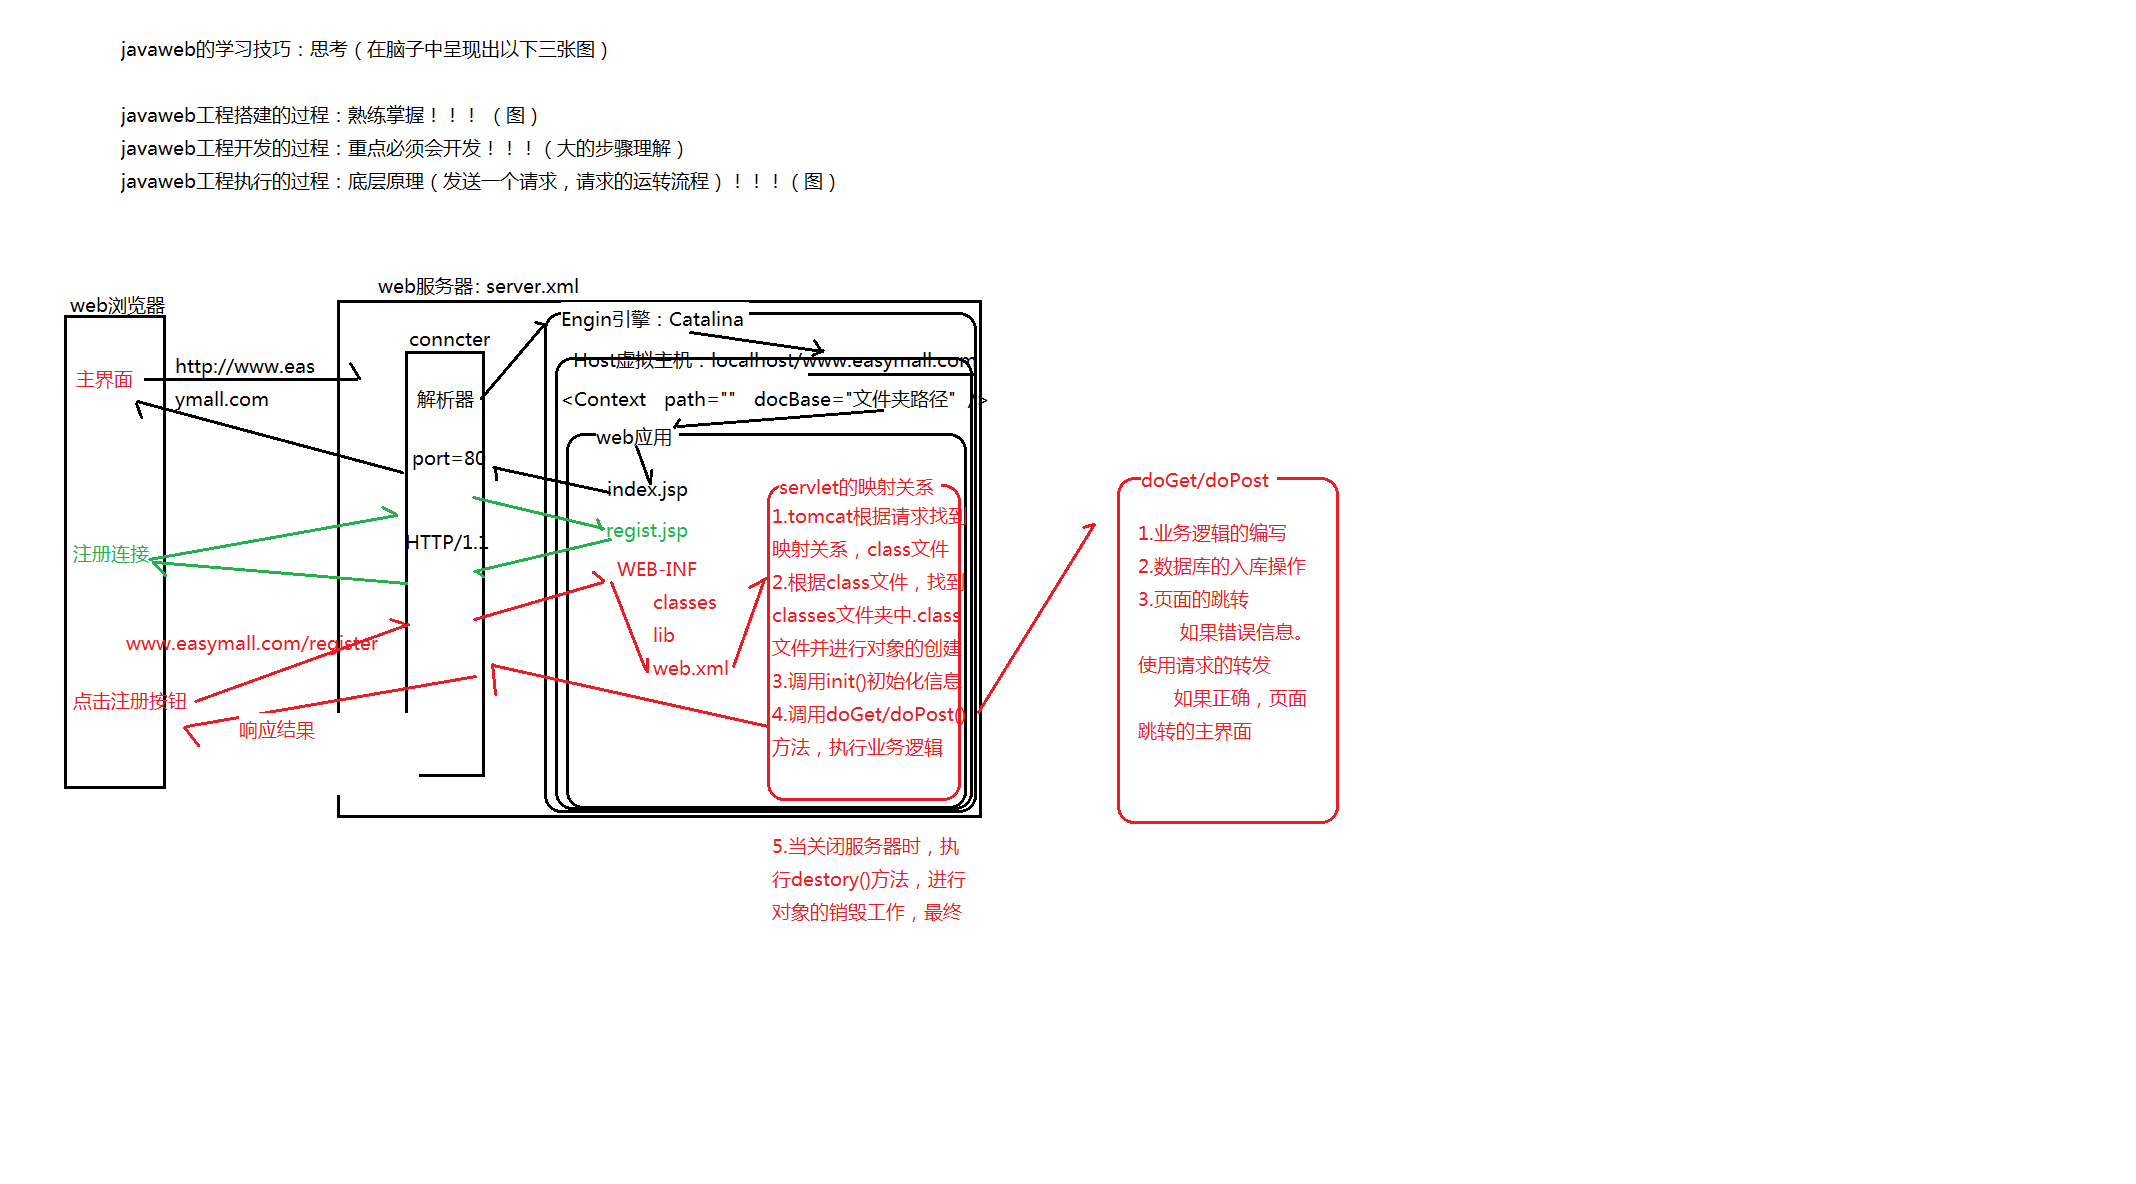 javaweb的学习技巧：思考（在脑子中呈现出以下三张图）
javaweb工程搭建的过程：熟练掌握！！！（图）
javaweb工程开发的过程：重点必须会开发！！！（大的步骤理解）
javaweb工程执行的过程：底层原理（发送一个请求，请求的运转流程）！！！（图）
web浏览器
主界面
注册连接
点击注册按钮
http://www.eas
ymall.com
www.easymall.com/register
响应结果
web服务器: server.xml
conncter
解析器
port=80
HTTP/1.1
Engin引擎：Catalina
Host虚拟主机：localhost/www.easymall.com
<Context path="" docBase="文件夹路径" />
web应用
index.jsp
regist.jsp
WEB-INF
classes
lib
web.xml
servlet的映射关系
1.tomcat根据请求找到
映射关系，class文件
2.根据class文件，找到
classes文件夹中.class
文件并进行对象的创建
3.调用init()初始化信息
4.调用doGet/doPost()
方法，执行业务逻辑
5.当关闭服务器时，执
行destory()方法，进行
对象的销毁工作，最终
doGet/doPost
1.业务逻辑的编写
2.数据库的入库操作
3.页面的跳转
如果错误信息。
使用请求的转发
如果正确，页面
跳转的主界面